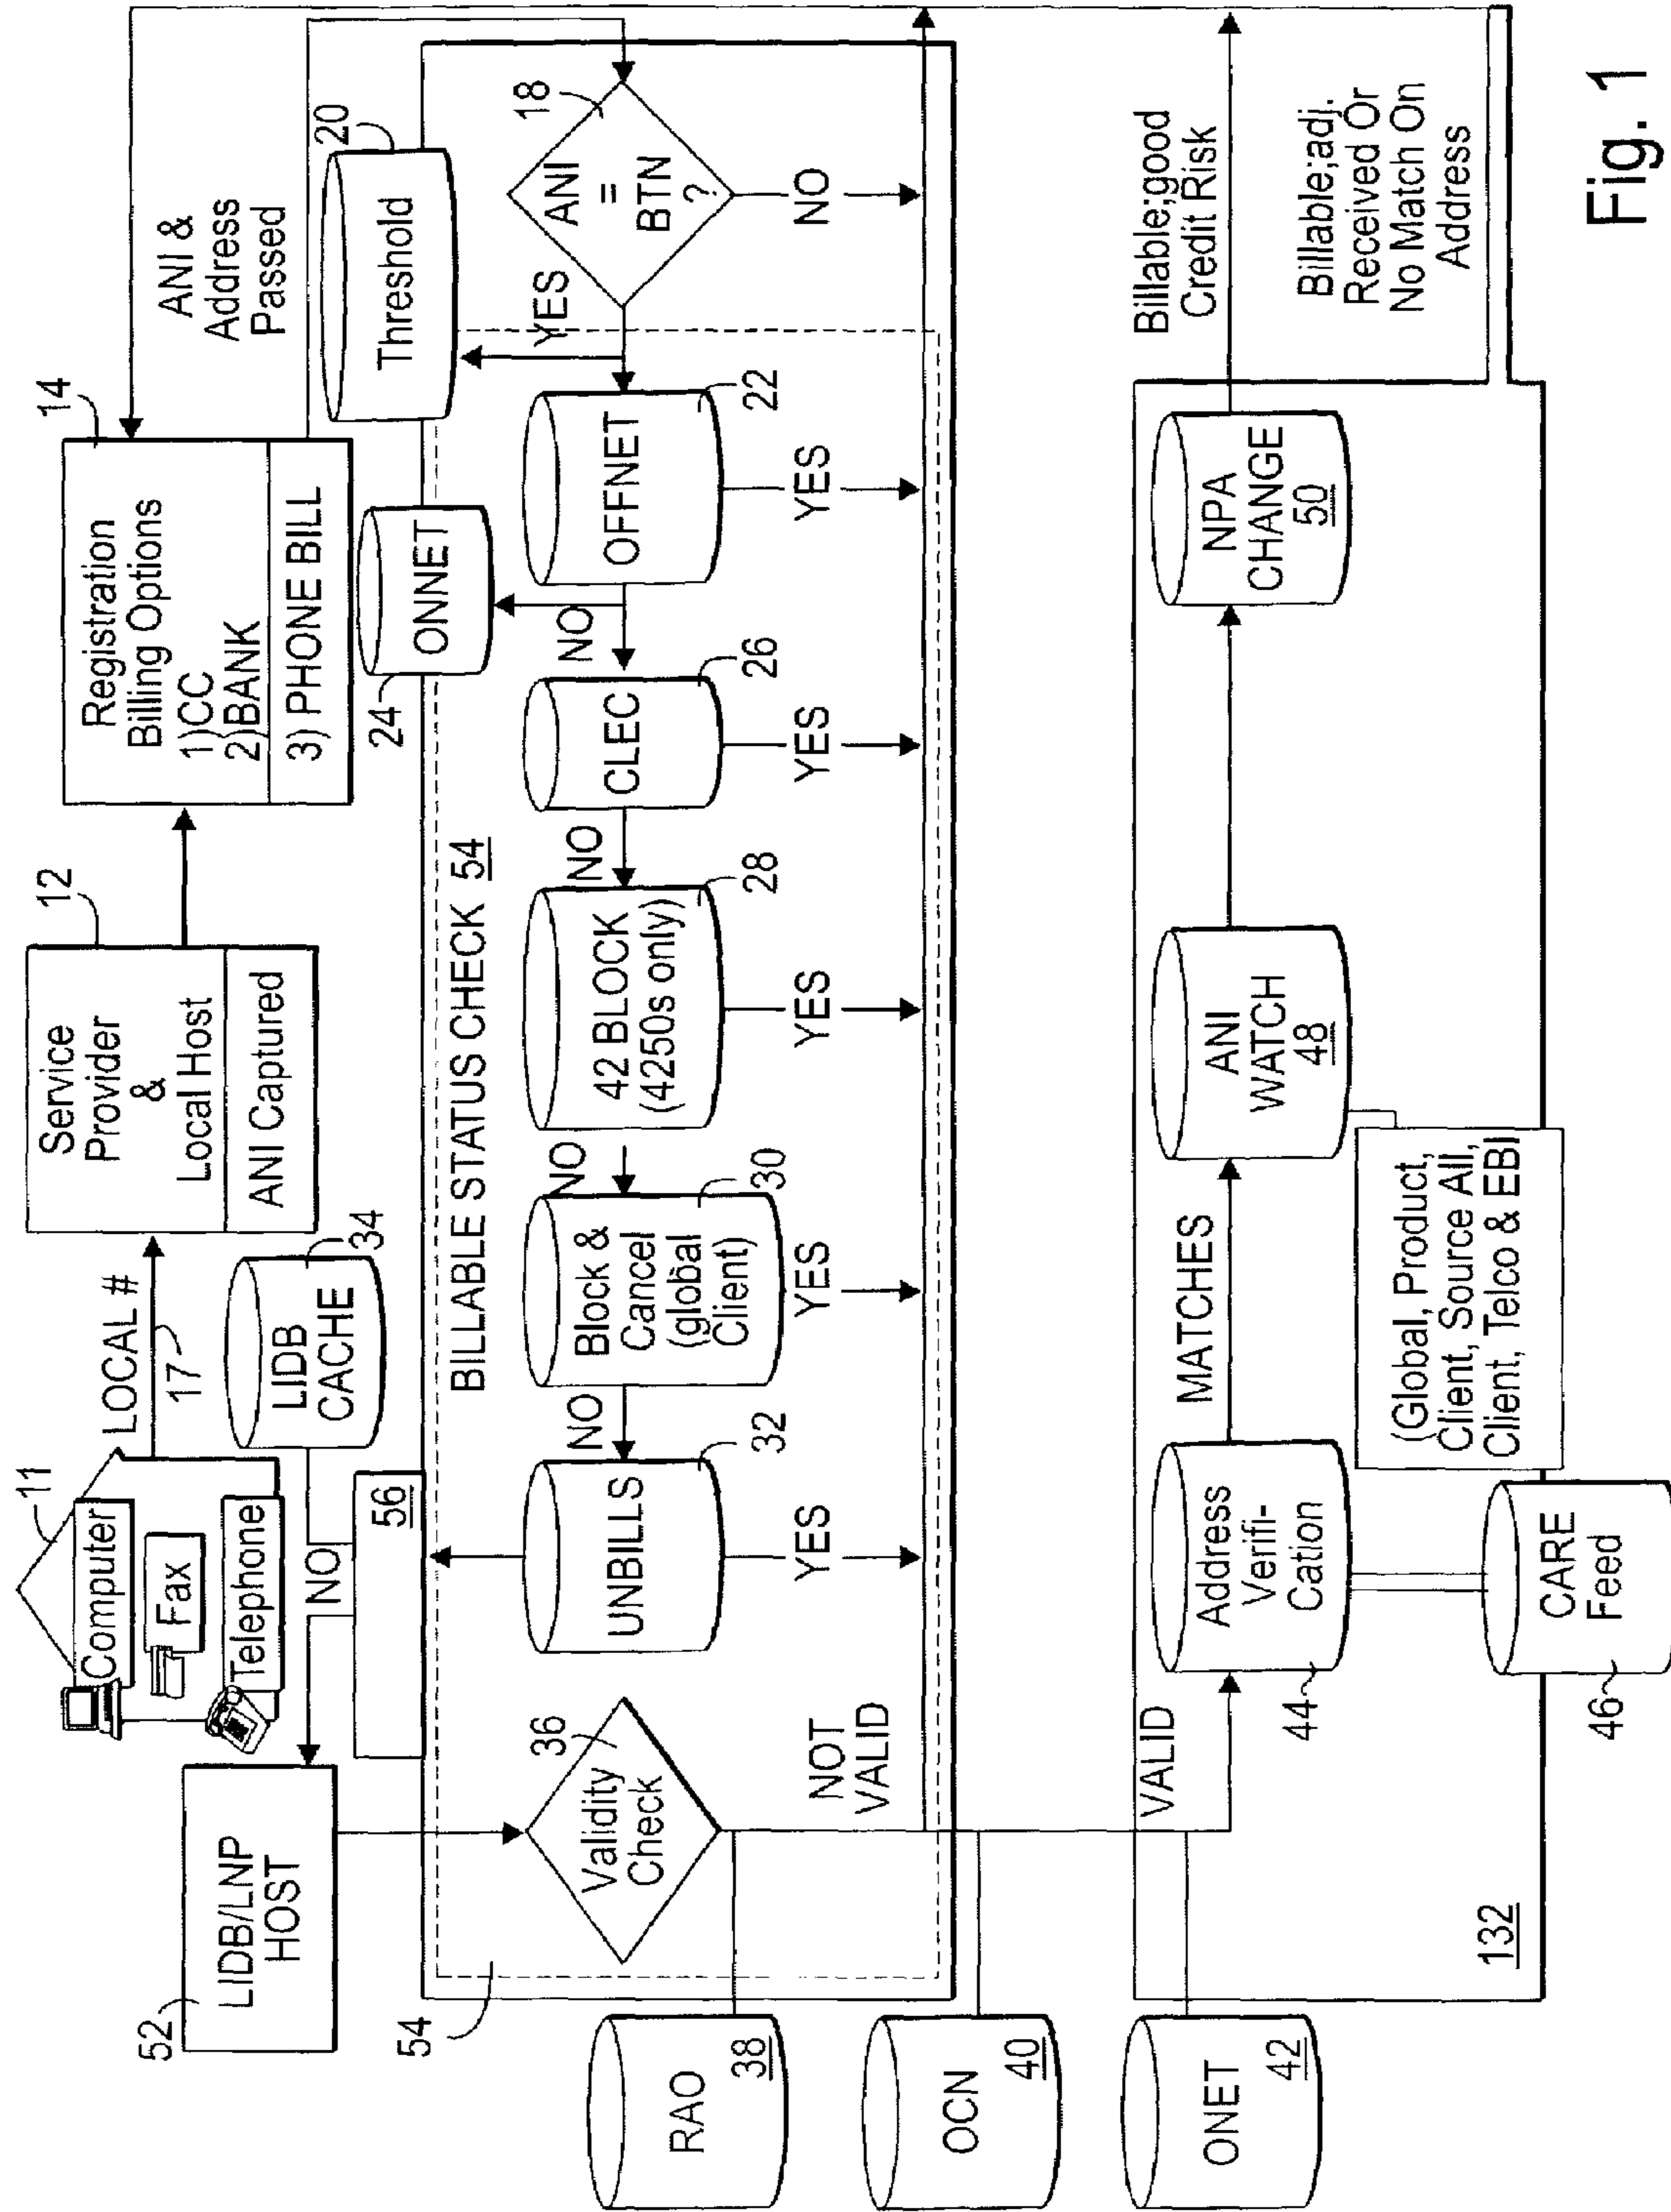 11
Computer
Fax
Telephone
LOCAL #
17
12
Service
Provider
&
Local Host
ANI Captured
14
Registration
Billing Options
1)CC
2)BANK
3) PHONE BILL
ANI &
Address
Passed
52
LIDB/LNP
HOST
NO
56
LIDB
CACHE
34
24
ONNET
Threshold
20
54
BILLABLE STATUS CHECK 54
36
Validity
Check
NOT
VALID
UNBILLS
32
YES
NO
Block &
Cancel
(global
Client)
30
YES
NO
42 BLOCK
(4250s only)
28
YES
NO
CLEC
26
YES
NO
OFFNET
22
YES
YES
ANI
=
BTN
?
18
NO
RAO
38
OCN
40
ONET
42
VALID
Address
Verifi-
Cation
44
CARE
Feed
46
MATCHES
ANI
WATCH
48
(Global, Product,
Client, Source All,
Client, Telco & EBI
NPA
CHANGE
50
Billable;good
Credit Risk
Billable;adj.
Received Or
No Match On
Address
132
Fig. 1